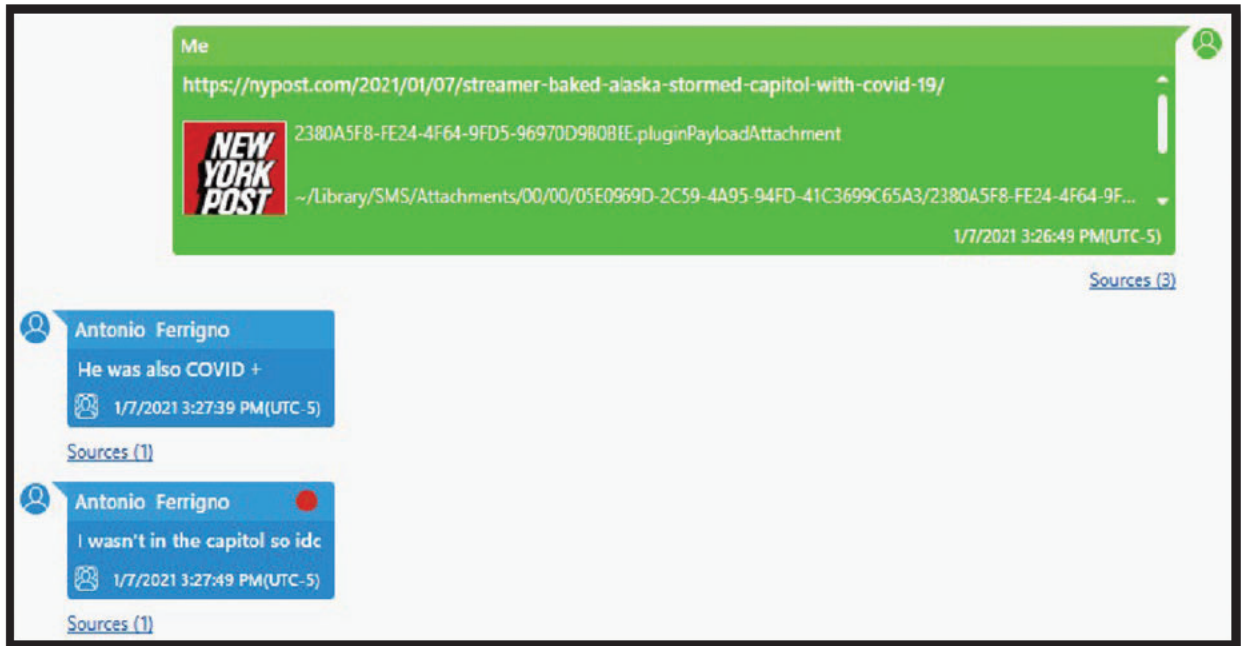 Me
https://nypost.com/2021/01/07/streamer-baked-alaska-stormed-capitol-with-covid-19/
NEW
YORK
POST
2380A5F8-FE24-4F64-9FD5-96970D9B0BEE.pluginPayloadAttachment
~/Library/SMS/Attachments/00/00/05E0969D-2C59-4A95-94FD-41C3699C65A3/2380A5F8-FE24-4F64-9F...
1/7/2021 3:26:49 PM(UTC-5)
Sources (3)
Antonio Ferrigno
He was also COVID +
1/7/2021 3:27:39 PM(UTC-5)
Sources (1)
Antonio Ferrigno
I wasn't in the capitol so idc
1/7/2021 3:27:49 PM(UTC-5)
Sources (1)